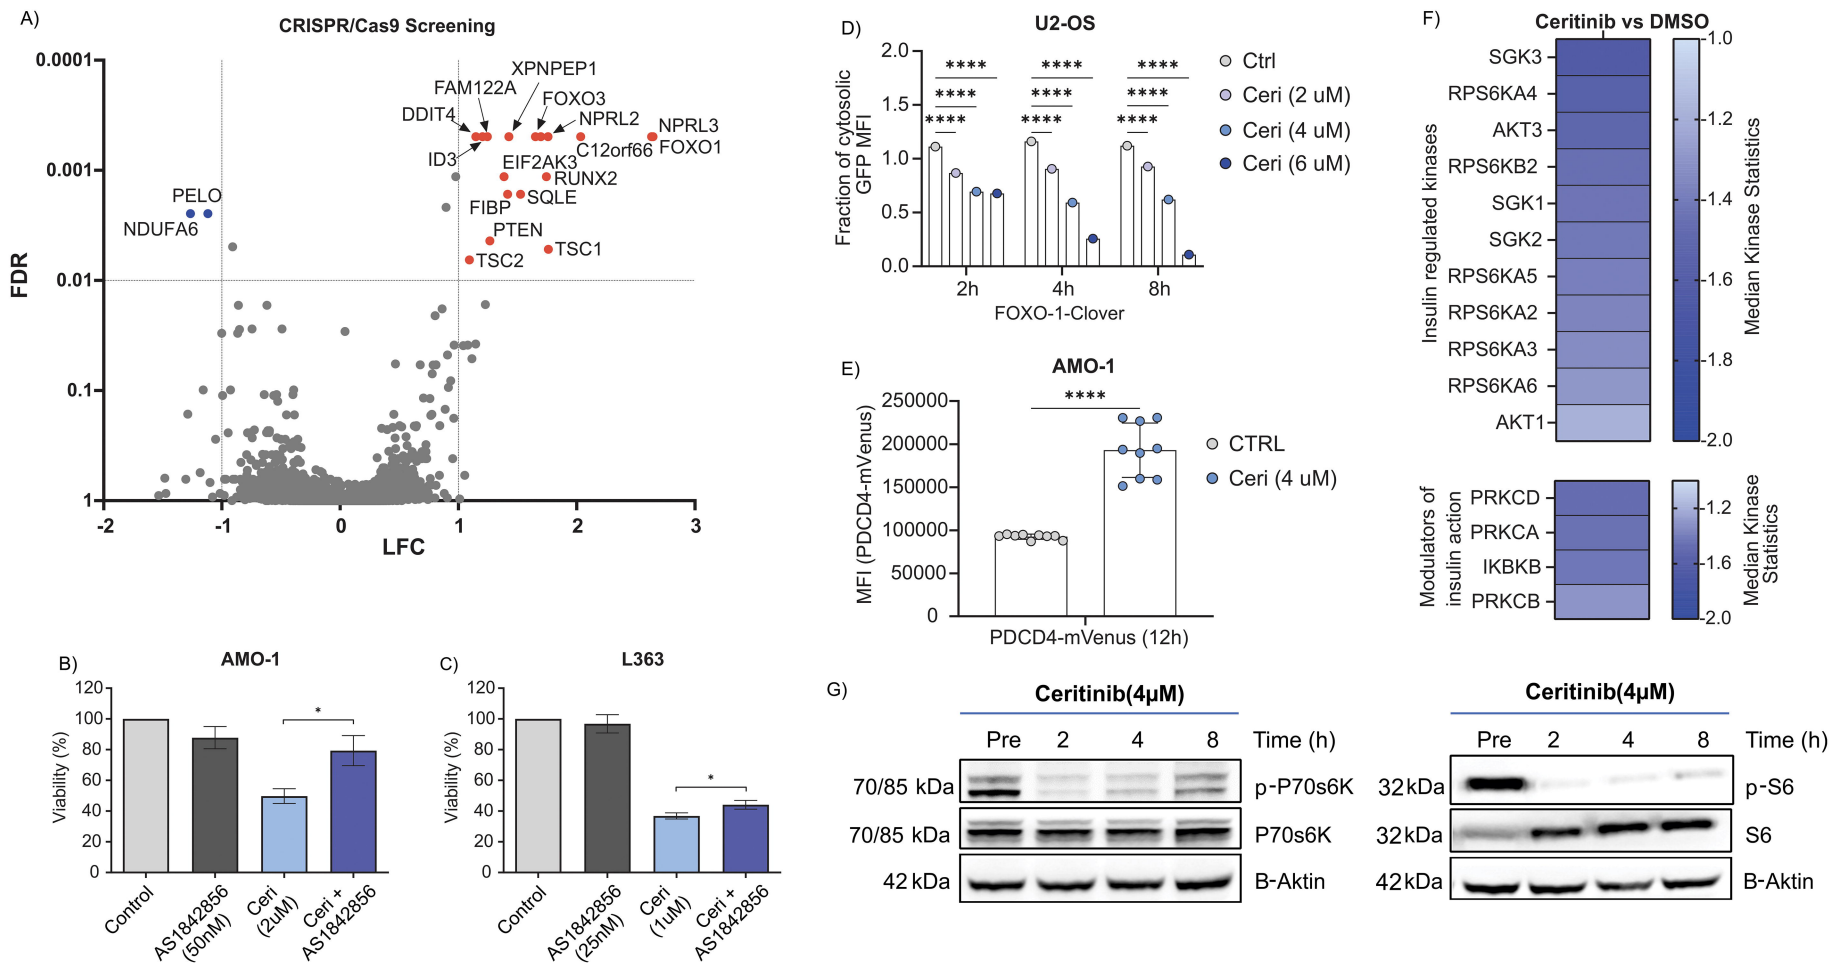 A)
CRISPR/Cas9 Screening
FDR
0.0001
0.001
0.01
0.1
1
-2
-1
0
1
2
3
LFC
XPNPEP1
FAM122A
DDIT4
FOXO3
NPRL2
NPRL3
FOXO1
ID3
C12orf66
EIF2AK3
RUNX2
FIBP
SQLE
PTEN
TSC1
TSC2
PELO
NDUFA6
B)
AMO-1
Viability (%)
120
100
80
60
40
20
0
*
Control
AS1842856
(50nM)
Ceri
(2uM)
Ceri +
AS1842856
C)
L363
Viability (%)
120
100
80
60
40
20
0
*
Control
AS1842856
(25nM)
Ceri
(1uM)
Ceri +
AS1842856
D)
U2-OS
Fraction of cytosolic
GFP MFI
2.0
1.5
1.0
0.5
0.0
**** **** ****
**** **** ****
**** **** ****
2h
4h
8h
FOXO-1-Clover
Ctrl
Ceri (2 uM)
Ceri (4 uM)
Ceri (6 uM)
E)
AMO-1
MFI (PDCD4-mVenus)
250000
200000
150000
100000
50000
0
****
PDCD4-mVenus (12h)
CTRL
Ceri (4 uM)
F)
Ceritinib vs DMSO
Insulin regulated kinases
SGK3
RPS6KA4
AKT3
RPS6KB2
SGK1
SGK2
RPS6KA5
RPS6KA2
RPS6KA3
RPS6KA6
AKT1
-1.0
-1.2
-1.4
-1.6
-1.8
-2.0
Median Kinase Statistics
Modulators of
insulin action
PRKCD
PRKCA
IKBKB
PRKCB
-1.2
-1.6
-2.0
Median Kinase
Statistics
G)
Ceritinib(4µM)
Pre 2 4 8 Time (h)
70/85 kDa p-P70s6K
70/85 kDa P70s6K
42 kDa B-Aktin
Ceritinib(4µM)
Pre 2 4 8 Time (h)
32kDa p-S6
32kDa S6
42kDa B-Aktin